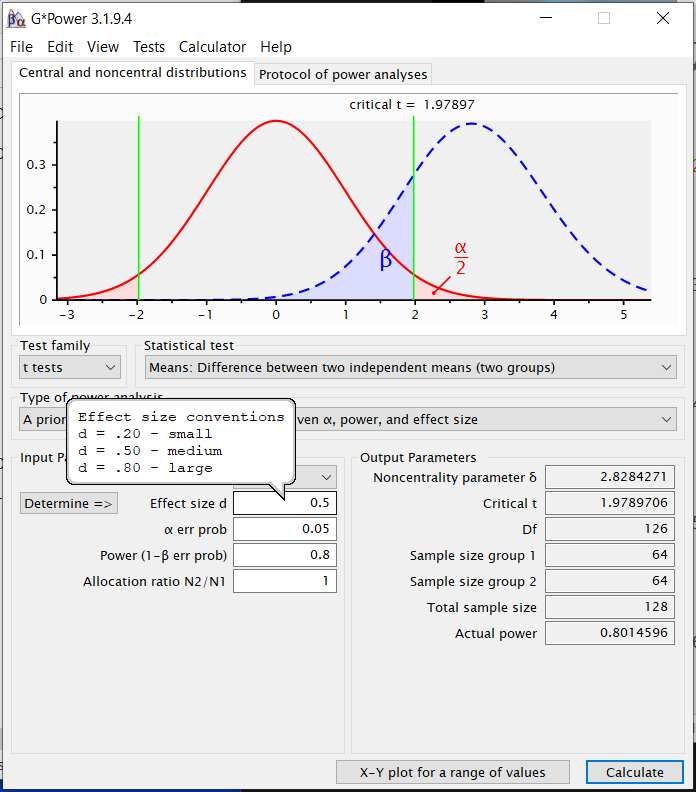 G*Power 3.1.9.4
File Edit View Tests Calculator Help
Central and noncentral distributions Protocol of power analyses
critical t = 1.97897
0.3
0.2
0.1
0
β
α
2
-3 -2 -1 0 1 2 3 4 5
Test family Statistical test
t tests Means: Difference between two independent means (two groups)
Type of power analysis
A prior ven α, power, and effect size
Effect size conventions
d = .20 - small
d = .50 - medium
d = .80 - large
Input Pa Output Parameters
Noncentrality parameter δ 2.8284271
Determine => Effect size d 0.5 Critical t 1.9789706
α err prob 0.05 Df 126
Power (1-β err prob) 0.8 Sample size group 1 64
Allocation ratio N2/N1 1 Sample size group 2 64
Total sample size 128
Actual power 0.8014596
X-Y plot for a range of values Calculate